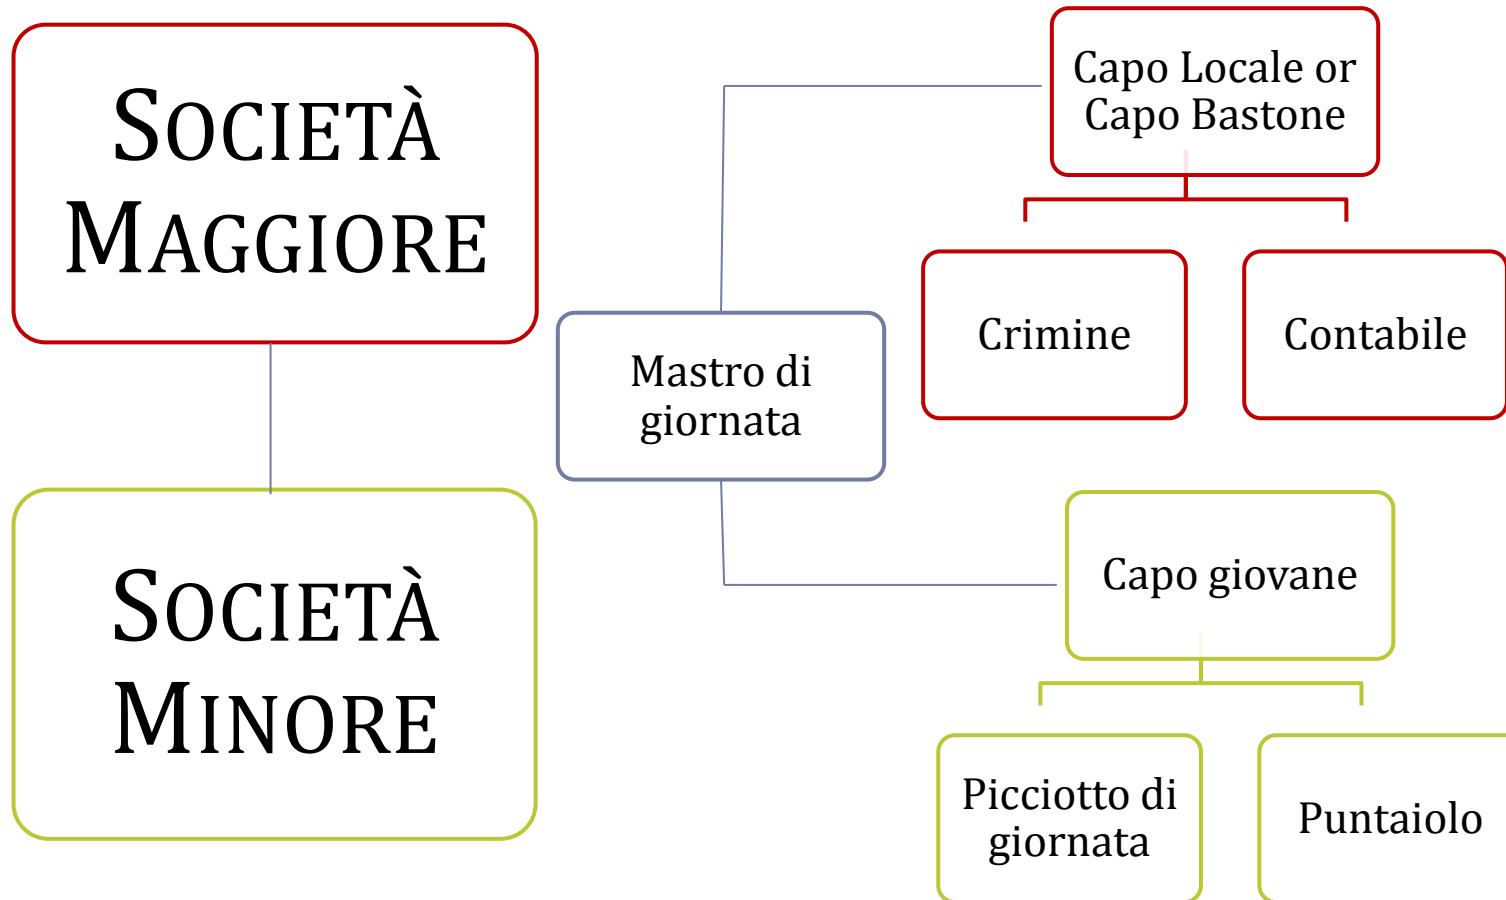 SOCIETÀ
MAGGIORE
SOCIETÀ
MINORE
Mastro di
giornata
Capo Locale or
Capo Bastone
Crimine
Contabile
Capo giovane
Picciotto di
giornata
Puntaiolo